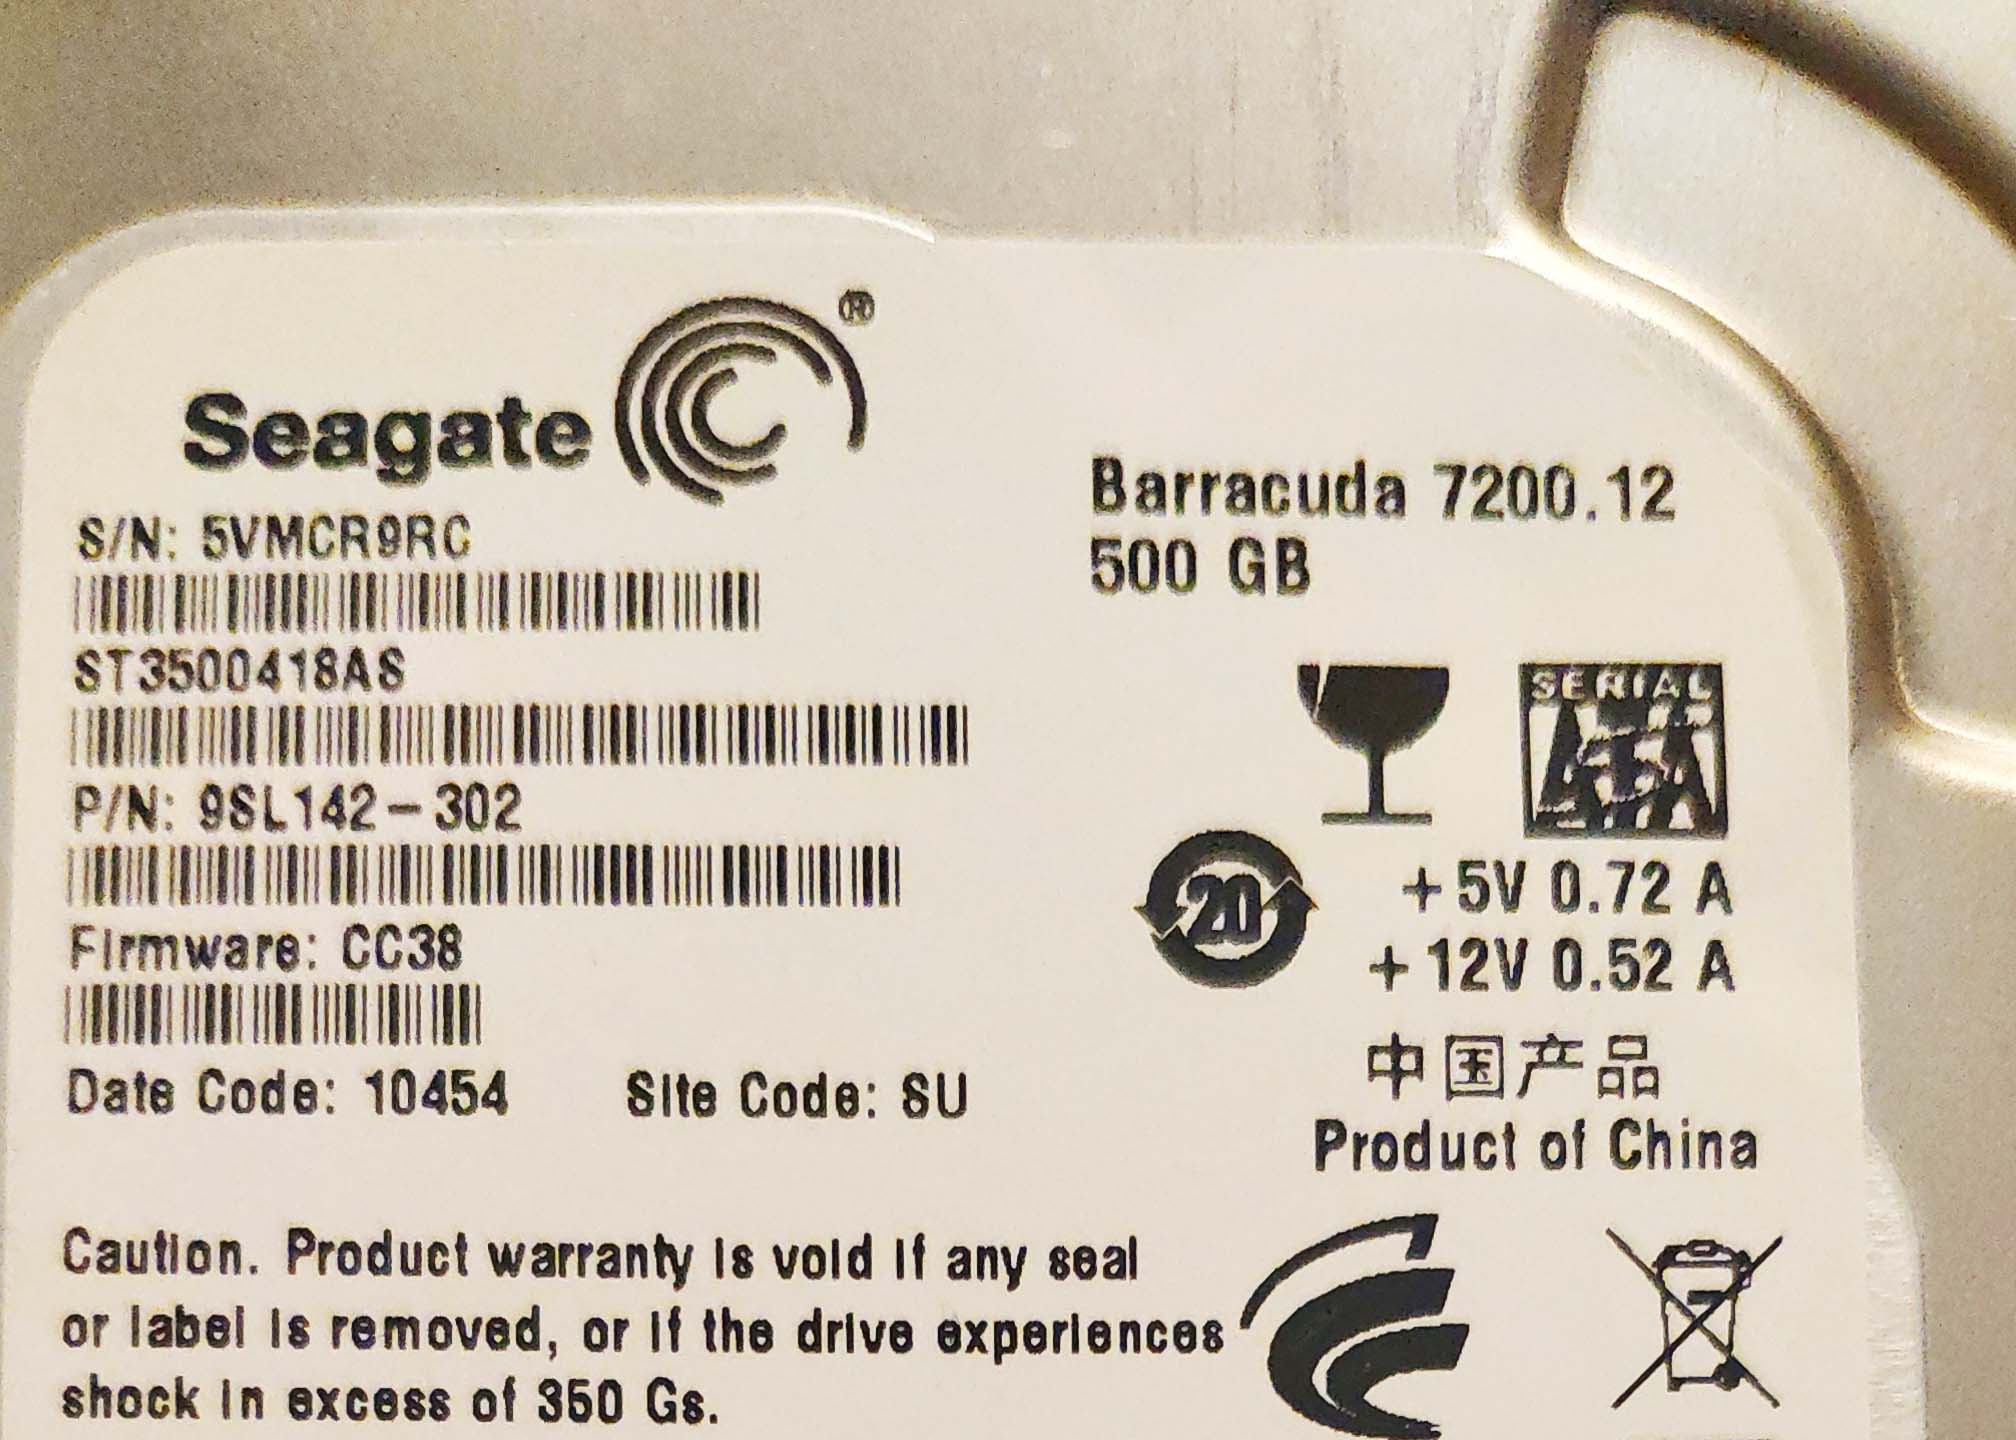 Seagate ®
S/N: 5VMCR9RC
ST3500418AS
P/N: 9SL142-302
Firmware: CC38
Date Code: 10454 Site Code: SU
Barracuda 7200.12
500 GB
SERIAL
ATA
20
+5V 0.72 A
+12V 0.52 A
中国产品
Product of China
Caution. Product warranty is void if any seal
or label is removed, or if the drive experiences
shock in excess of 350 Gs.